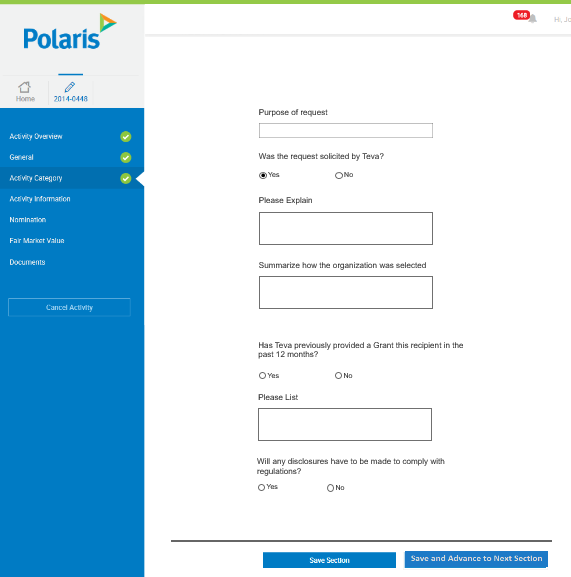 168
Hi, Jo
Polaris
Home
2014-0448
Activity Overview
General
Activity Category
Activity Information
Nomination
Fair Market Value
Documents
Cancel Activity
Purpose of request
Was the request solicited by Teva?
Yes No
Please Explain
Summarize how the organization was selected
Has Teva previously provided a Grant this recipient in the
past 12 months?
Yes No
Please List
Will any disclosures have to be made to comply with
regulations?
Yes No
Save Section
Save and Advance to Next Section